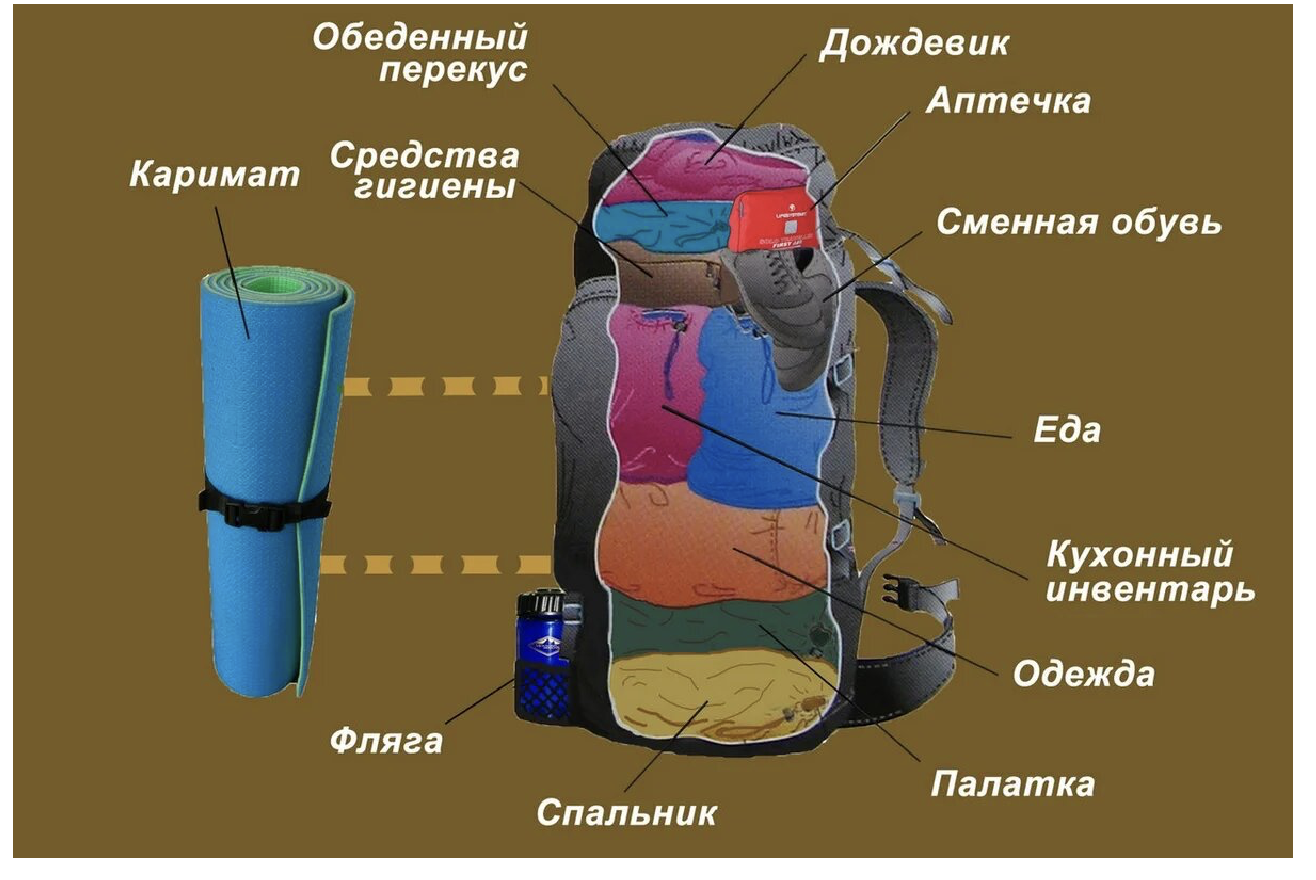 Обеденный
перекус
Дождевик
Аптечка
Средства
гигиены
Каримат
Сменная обувь
Еда
Кухонный
инвентарь
Одежда
Фляга
Палатка
Спальник